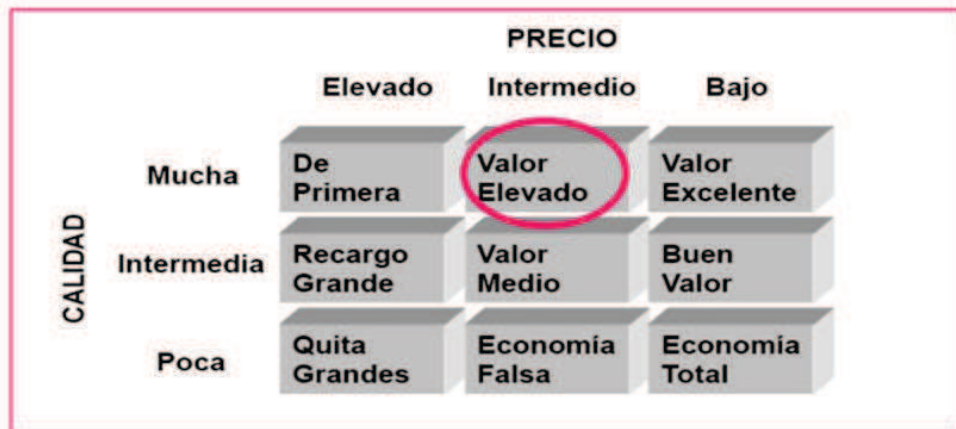 PRECIO
Elevado Intermedio Bajo
Mucha
De
Primera
Valor
Elevado
Valor
Excelente
CALIDAD
Intermedia
Recargo
Grande
Valor
Medio
Buen
Valor
Poca
Quita
Grandes
Economía
Falsa
Economía
Total